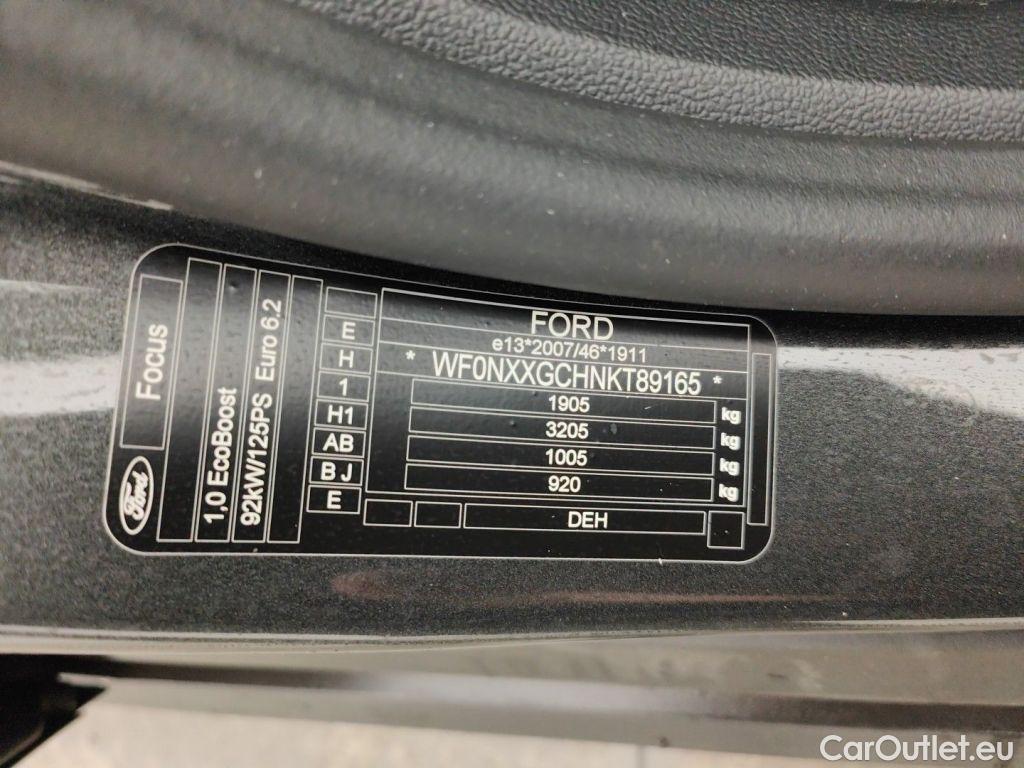 FORD
e13*2007/46*1911
* WF0NXXGCHNKT89165 *
1905 kg
3205 kg
1005 kg
920 kg
DEH
E
H
1
H1
AB
B J
E
Focus
Ford
1,0 EcoBoost
92kW/125PS Euro 6.2
CarOutlet.eu